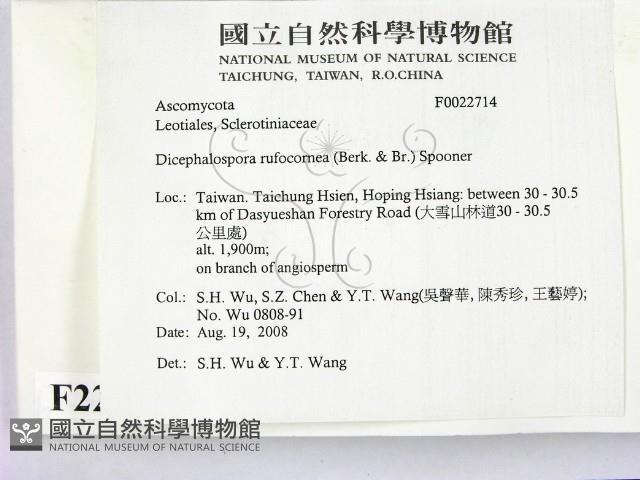 國立自然科學博物館
NATIONAL MUSEUM OF NATURAL SCIENCE
TAICHUNG, TAIWAN, R.O.CHINA
Ascomycota F0022714
Leotiales, Sclerotiniaceae
Dicephalospora rufocornea (Berk. & Br.) Spooner
Loc.: Taiwan. Taichung Hsien, Hoping Hsiang: between 30 - 30.5
km of Dasyueshan Forestry Road (大雪山林道30 - 30.5
公里處)
alt. 1,900m;
on branch of angiosperm
Col.: S.H. Wu, S.Z. Chen & Y.T. Wang(吳聲華, 陳秀珍, 王藝婷);
No. Wu 0808-91
Date: Aug. 19, 2008
Det.: S.H. Wu & Y.T. Wang
F22
國立自然科學博物館
NATIONAL MUSEUM OF NATURAL SCIENCE